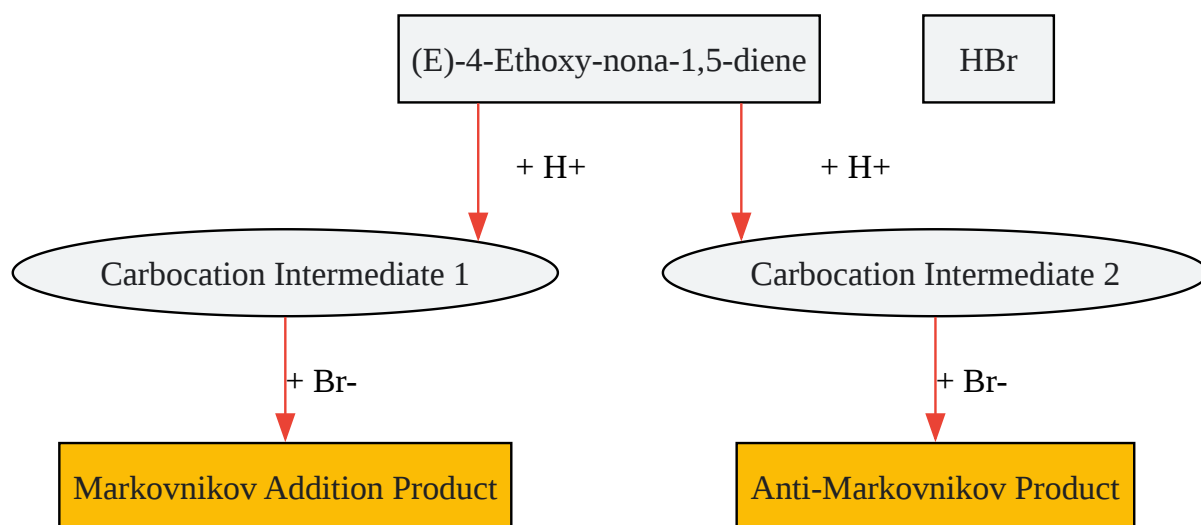 (E)-4-Ethoxy-nona-1,5-diene
HBr
+ H+
+ H+
Carbocation Intermediate 1
Carbocation Intermediate 2
+ Br-
+ Br-
Markovnikov Addition Product
Anti-Markovnikov Product